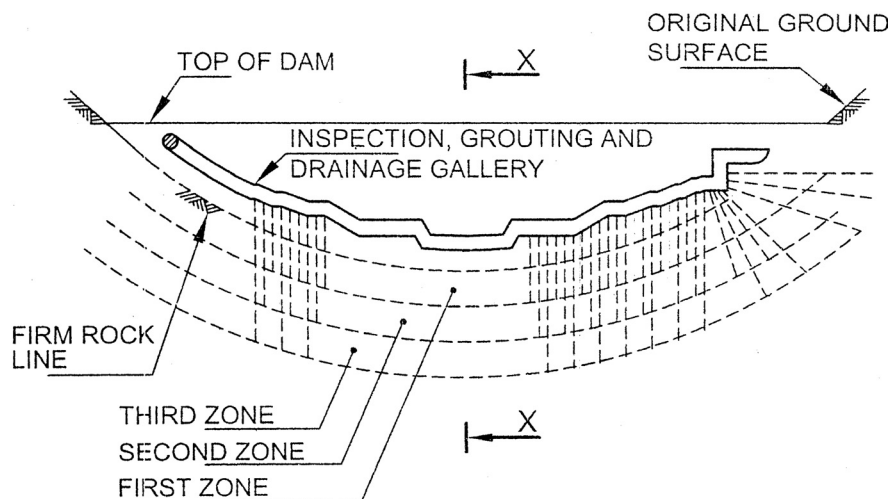 ORIGINAL GROUND
SURFACE
TOP OF DAM
X
INSPECTION, GROUTING AND
DRAINAGE GALLERY
FIRM ROCK
LINE
X
THIRD ZONE
SECOND ZONE
FIRST ZONE